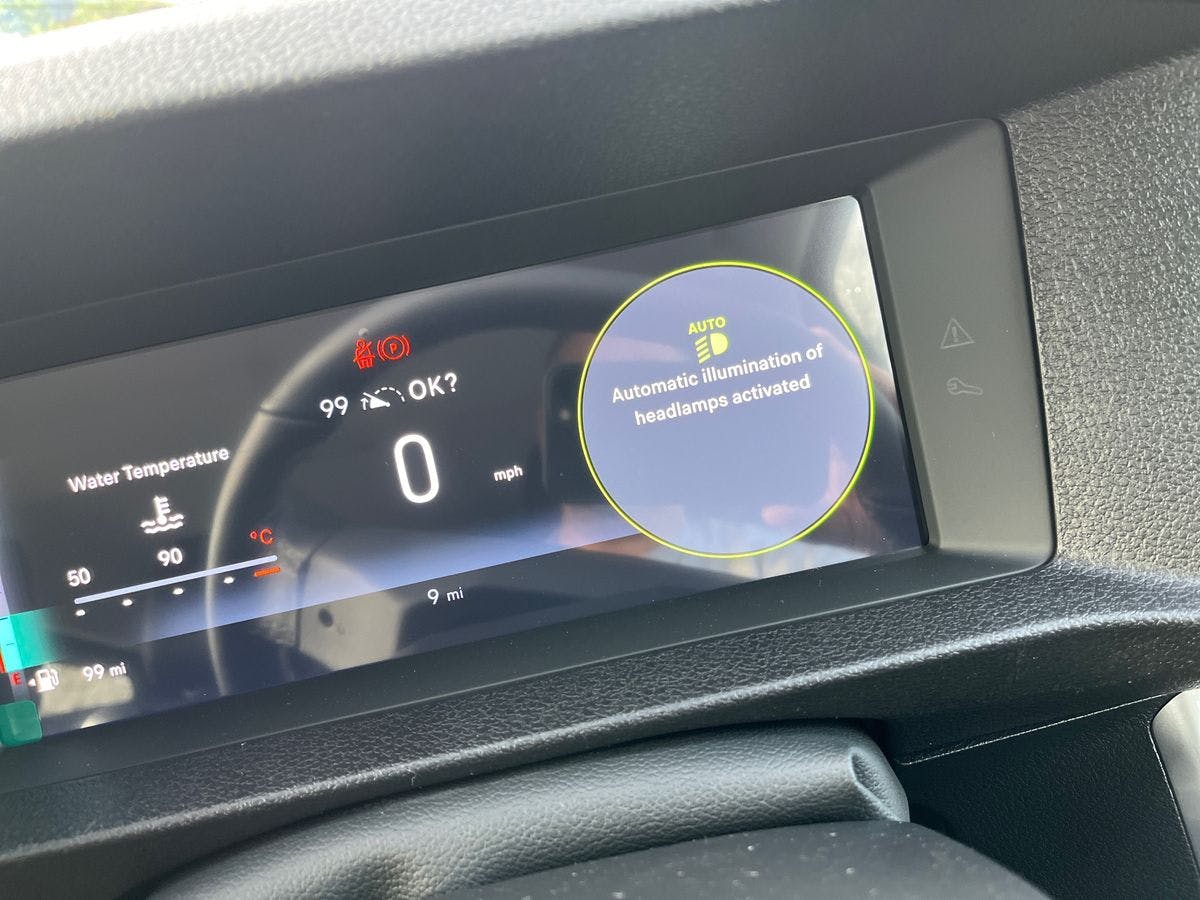 AUTO
Automatic illumination of
headlamps activated
P
99 OK?
0 mph
Water Temperature
50 90 °C
9 mi
E 99 mi